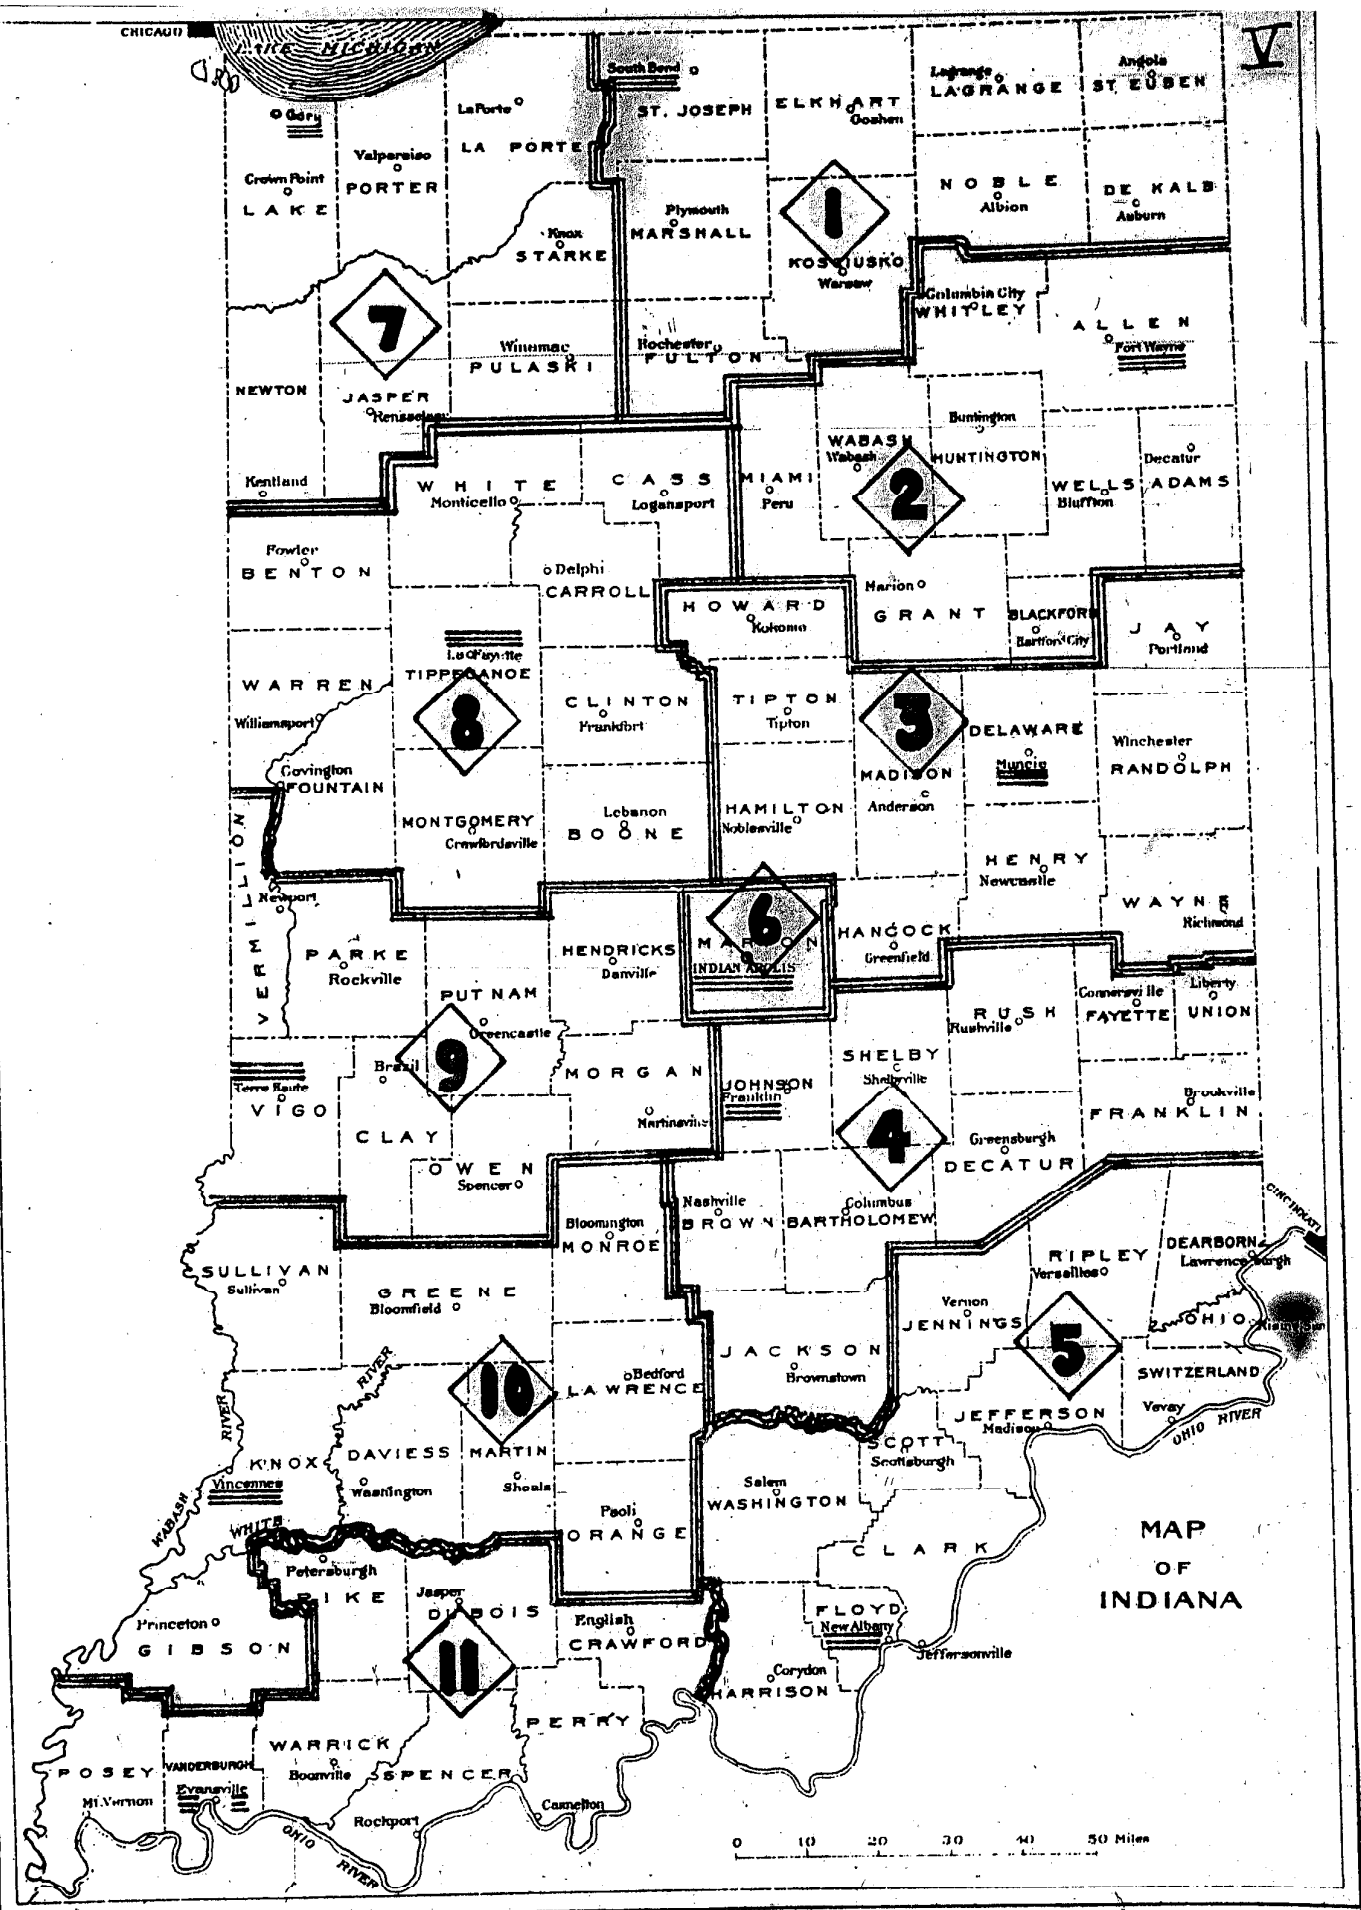 CHICAGO
LAKE MICHIGAN
V
South Bend
ST. JOSEPH
ELKHART
Goshen
Lagrange
LAGRANGE
Angola
STEUBEN
Gary
LaPorte
LA PORTE
Valparaiso
PORTER
Crown Point
LAKE
Knox
STARKE
Plymouth
MARSHALL
1
KOSCIUSKO
Warsaw
NOBLE
Albion
DE KALB
Auburn
Columbia City
WHITLEY
ALLEN
Fort Wayne
7
NEWTON
JASPER
Rensselaer
Winamac
PULASKI
Rochester
FULTON
Kentland
WHITE
Monticello
CASS
Logansport
MIAMI
Peru
WABASH
Wabash
2
Huntington
HUNTINGTON
WELLS
Bluffton
Decatur
ADAMS
Fowler
BENTON
Delphi
CARROLL
HOWARD
Kokomo
Marion
GRANT
BLACKFORD
Hartford City
JAY
Portland
LaFayette
TIPPECANOE
8
WARREN
Williamsport
CLINTON
Frankfort
TIPTON
Tipton
3
MADISON
Anderson
DELAWARE
Muncie
Winchester
RANDOLPH
Covington
FOUNTAIN
MONTGOMERY
Crawfordsville
Lebanon
BOONE
HAMILTON
Noblesville
HENRY
Newcastle
WAYNE
Richmond
VERMILLION
Newport
PARKE
Rockville
HENDRICKS
Danville
6
MARION
INDIANAPOLIS
HANCOCK
Greenfield
PUTNAM
Greencastle
9
Brazil
CLAY
Terre Haute
VIGO
MORGAN
Martinsville
JOHNSON
Franklin
SHELBY
Shelbyville
4
RUSH
Rushville
Connersville
FAYETTE
Liberty
UNION
Brookville
FRANKLIN
Greensburgh
DECATUR
OWEN
Spencer
Bloomington
MONROE
Nashville
BROWN
Columbus
BARTHOLOMEW
CINCINNATI
SULLIVAN
Sullivan
GREENE
Bloomfield
RIPLEY
Versailles
DEARBORN
Lawrenceburgh
Vernon
JENNINGS
5
OHIO
Rising Sun
SWITZERLAND
Vevay
OHIO RIVER
RIVER
10
Bedford
LAWRENCE
JACKSON
Brownstown
JEFFERSON
Madison
RIVER
KNOX
Vincennes
DAVIESS
Washington
MARTIN
Shoals
SCOTT
Scottsburgh
WABASH
WHITE
Salem
WASHINGTON
Paoli
ORANGE
CLARK
MAP
OF
INDIANA
Petersburgh
PIKE
Jasper
DUBOIS
11
English
CRAWFORD
FLOYD
New Albany
Jeffersonville
Princeton
GIBSON
Corydon
HARRISON
PERRY
POSEY
Mt. Vernon
VANDERBURGH
Evansville
WARRICK
Boonville
SPENCER
Rockport
Cannelton
OHIO
RIVER
0 10 20 30 40 50 Miles